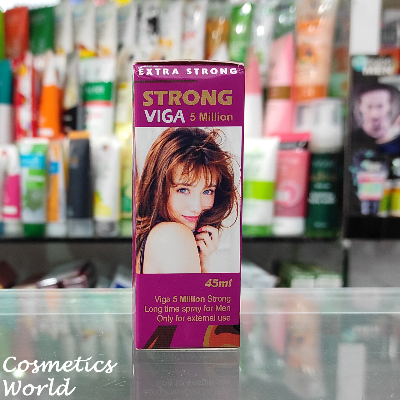 EXTRA STRONG
STRONG
VIGA 5 Million
45ml
Viga 5 Million Strong
Long time spray for Men
Only for external use
MEN
Cosmetics
World